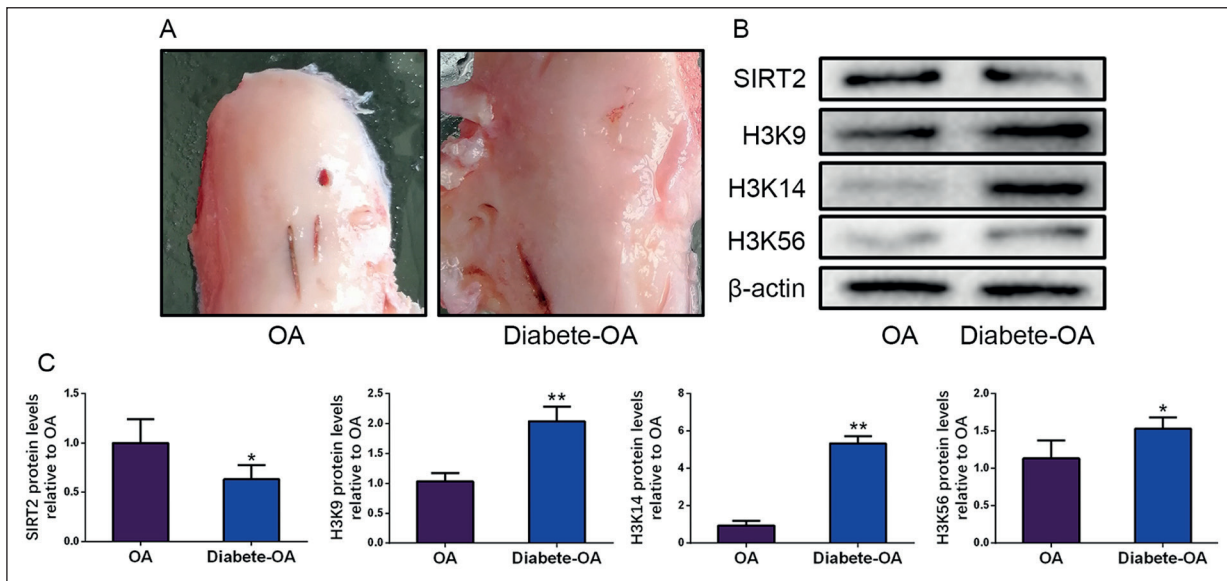 A
B
OA
Diabete-OA
SIRT2
H3K9
H3K14
H3K56
β-actin
OA
Diabete-OA
C
SIRT2 protein levels
relative to OA
1.5
1.0
0.5
0.0
*
OA
Diabete-OA
H3K9 protein levels
relative to OA
2.5
2.0
1.5
1.0
0.5
0.0
**
OA
Diabete-OA
H3K14 protein levels
relative to OA
8
6
4
2
0
**
OA
Diabete-OA
H3K56 protein levels
relative to OA
2.0
1.5
1.0
0.5
0.0
*
OA
Diabete-OA